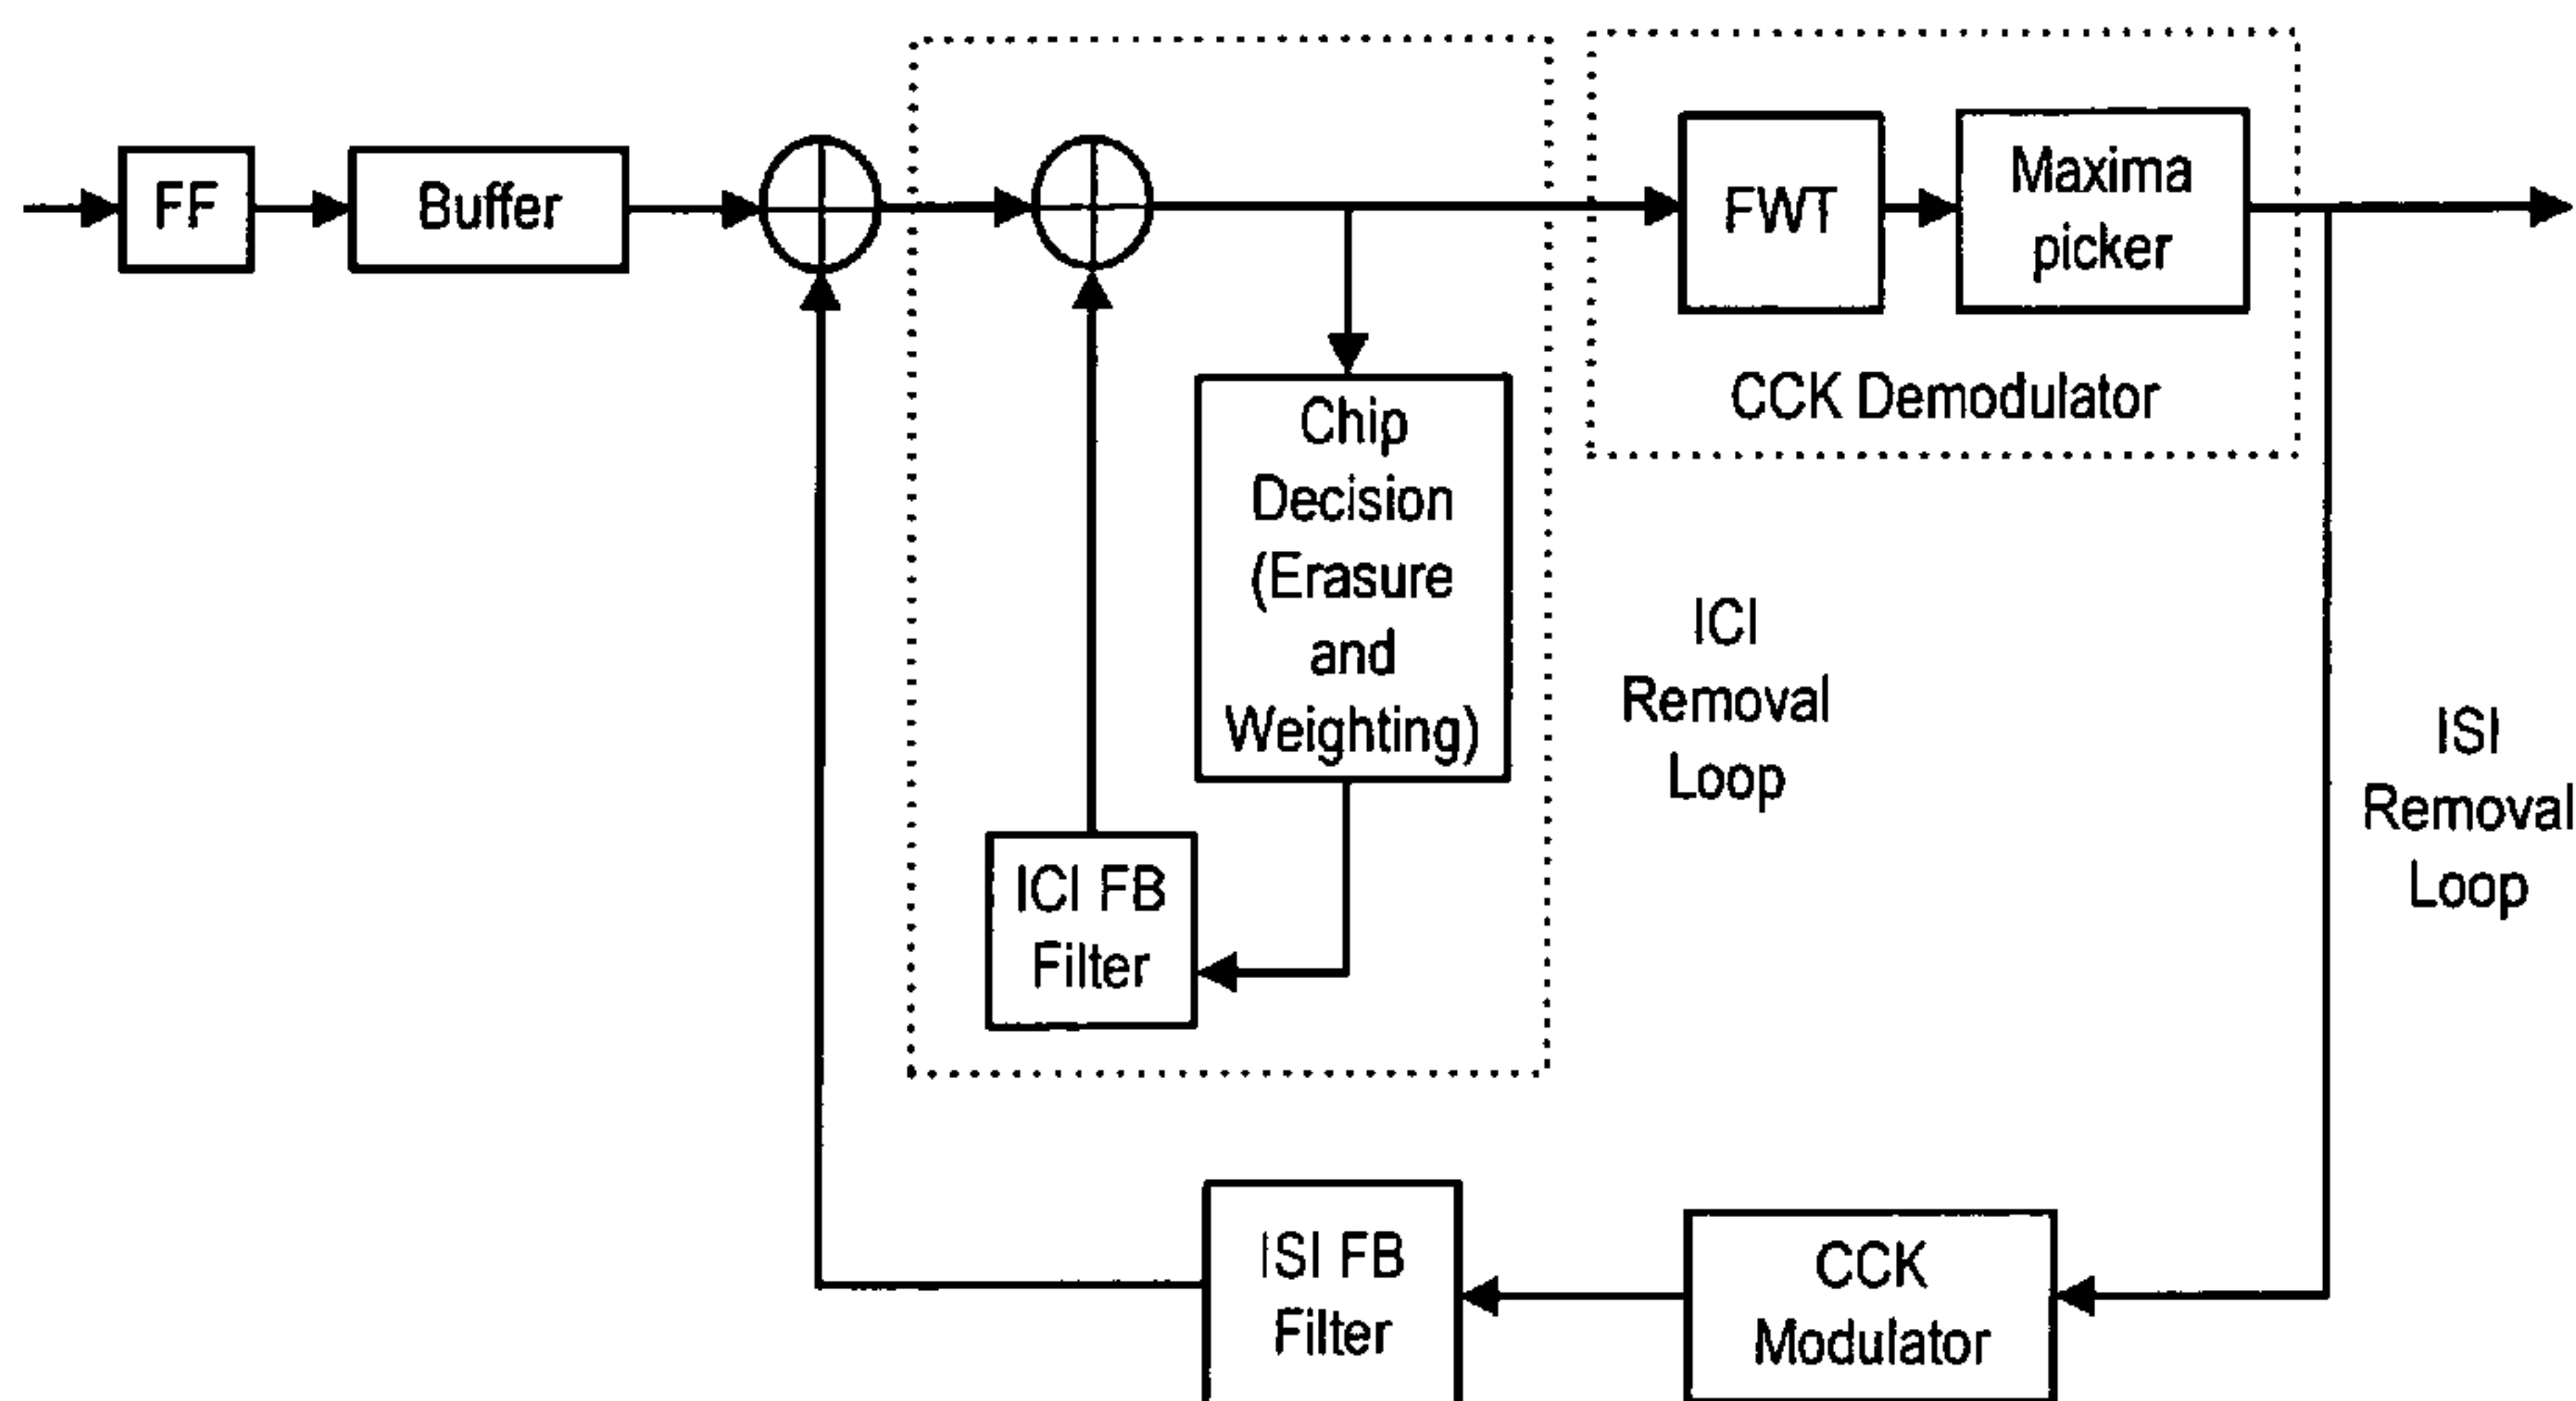 FF
Buffer
FWT
Maxima
picker
CCK Demodulator
Chip
Decision
(Erasure
and
Weighting)
ICI
Removal
Loop
ISI
Removal
Loop
ICI FB
Filter
ISI FB
Filter
CCK
Modulator